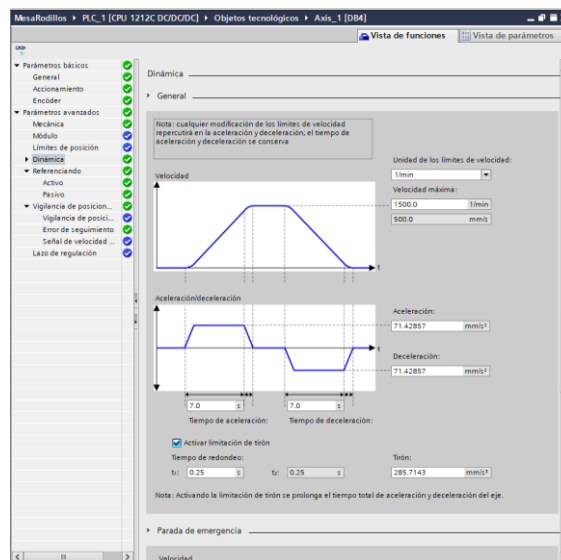 MesaRodillos ▸ PLC_1 [CPU 1212C DC/DC/DC] ▸ Objetos tecnológicos ▸ Axis_1 [DB4]
Vista de funciones
Vista de parámetros
Parámetros básicos
General
Accionamiento
Encóder
Parámetros avanzados
Mecánica
Módulo
Límites de posición
Dinámica
Referenciando
Activo
Pasivo
Vigilancia de posicion...
Vigilancia de posici...
Error de seguimiento
Señal de velocidad ...
Lazo de regulación
Dinámica
General
Nota: cualquier modificación de los límites de velocidad
repercutirá en la aceleración y deceleración; el tiempo de
aceleración y deceleración se conserva
Unidad de los límites de velocidad:
1/min
Velocidad
Velocidad máxima:
1500.0 1/min
500.0 mm/s
t
Aceleración/deceleración
Aceleración:
71.42857 mm/s²
t
Deceleración:
71.42857 mm/s²
7.0 s
7.0 s
Tiempo de aceleración:
Tiempo de deceleración:
Activar limitación de tirón
Tiempo de redondeo:
Tirón:
t₁: 0.25 s
t₂: 0.25 s
285.7143 mm/s³
Nota: Activando la limitación de tirón se prolonga el tiempo total de aceleración y deceleración del eje.
Parada de emergencia
Velocidad